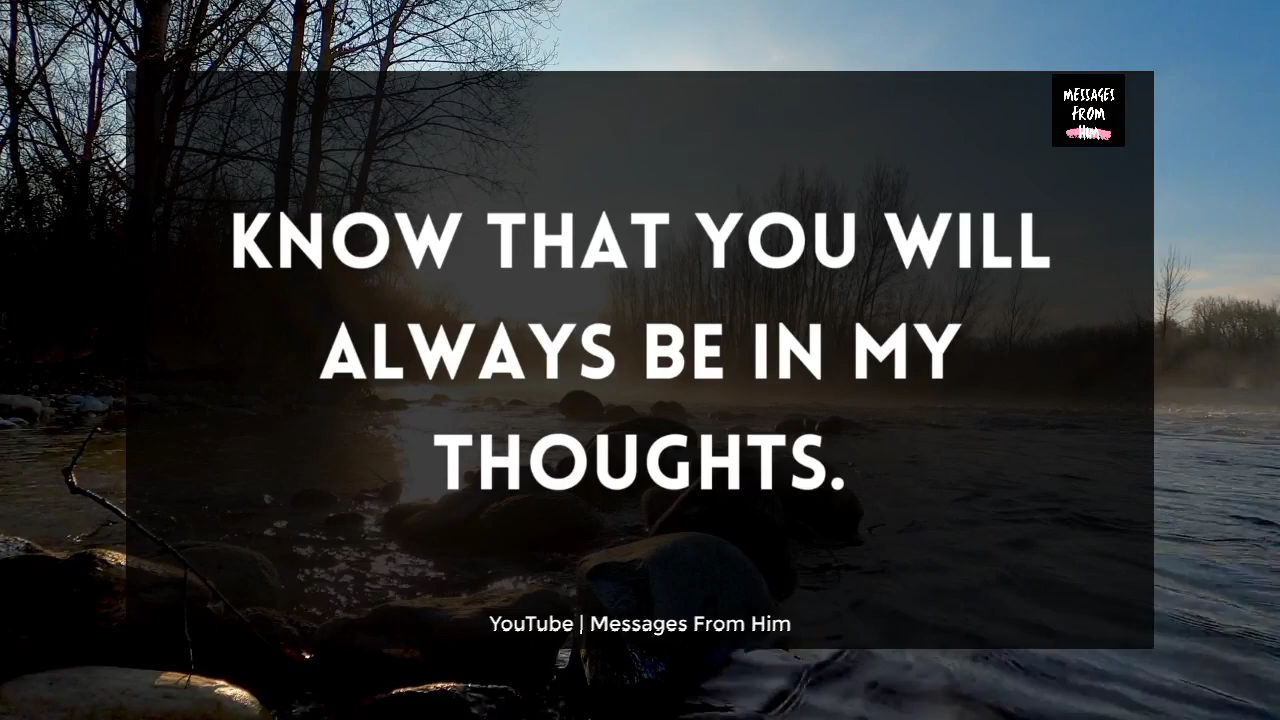 MESSAGES
FROM
HIM
KNOW THAT YOU WILL
ALWAYS BE IN MY
THOUGHTS.
YouTube | Messages From Him